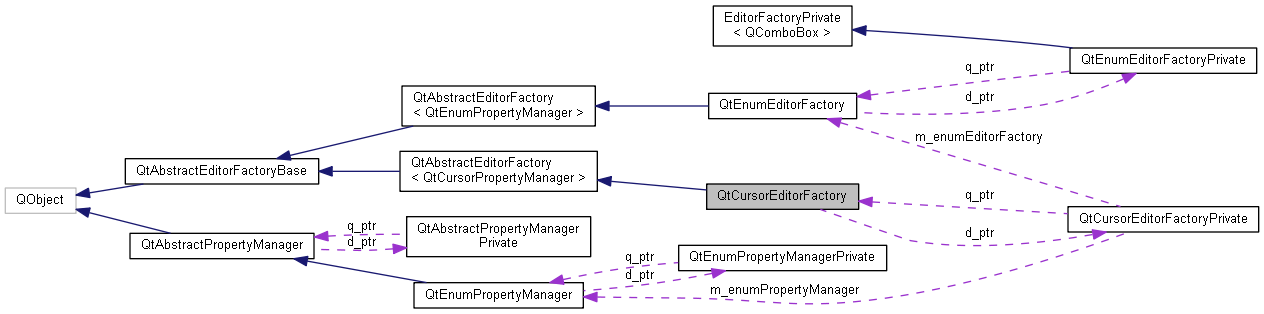 EditorFactoryPrivate
< QComboBox >
QtEnumEditorFactoryPrivate
q_ptr
d_ptr
QtAbstractEditorFactory
< QtEnumPropertyManager >
QtEnumEditorFactory
m_enumEditorFactory
QtAbstractEditorFactoryBase
QtAbstractEditorFactory
< QtCursorPropertyManager >
QtCursorEditorFactory
q_ptr
d_ptr
QtCursorEditorFactoryPrivate
QObject
QtAbstractPropertyManager
q_ptr
d_ptr
QtAbstractPropertyManager
Private
QtEnumPropertyManagerPrivate
q_ptr
d_ptr
QtEnumPropertyManager
m_enumPropertyManager